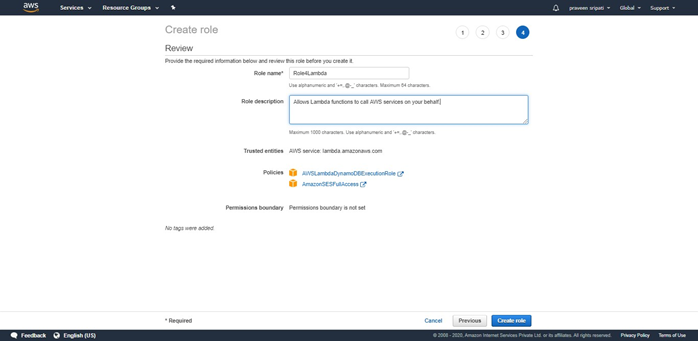 aws Services Resource Groups praveen sripati Global Support
Create role
1 2 3 4
Review
Provide the required information below and review this role before you create it.
Role name* Role4Lambda
Use alphanumeric and '+=,.@-_' characters. Maximum 64 characters.
Role description Allows Lambda functions to call AWS services on your behalf.
Maximum 1000 characters. Use alphanumeric and '+=,.@-_' characters.
Trusted entities AWS service: lambda.amazonaws.com
Policies AWSLambdaDynamoDBExecutionRole
AmazonSESFullAccess
Permissions boundary Permissions boundary is not set
No tags were added.
* Required Cancel Previous Create role
Feedback English (US) © 2008 - 2020, Amazon Internet Services Private Ltd. or its affiliates. All rights reserved. Privacy Policy Terms of Use